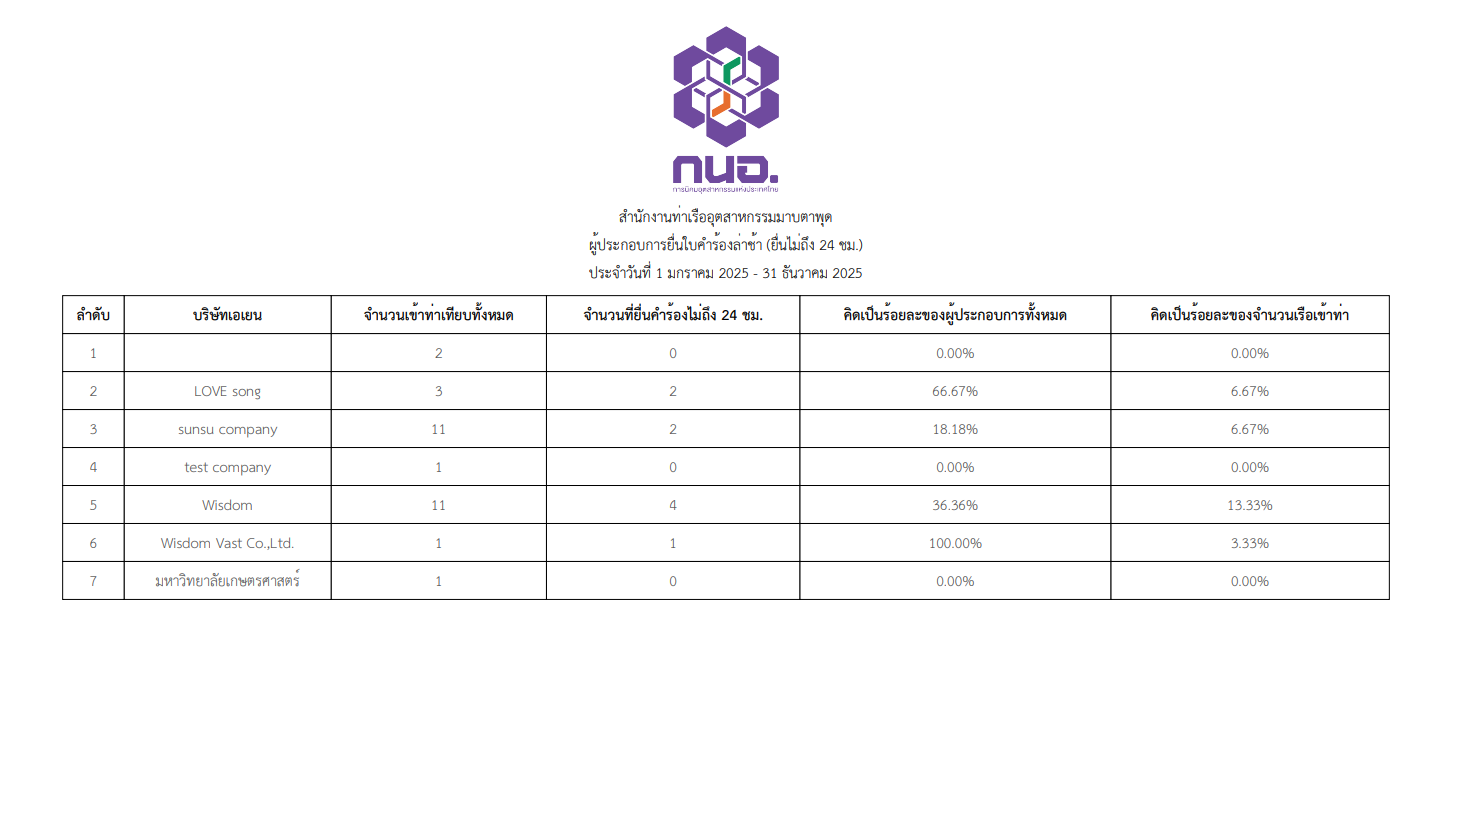 กนอ.
การนิคมอุตสาหกรรมแห่งประเทศไทย
สำนักงานท่าเรืออุตสาหกรรมมาบตาพุด
ผู้ประกอบการยื่นใบคำร้องล่าช้า (ยื่นไม่ถึง 24 ชม.)
ประจำวันที่ 1 มกราคม 2025 - 31 ธันวาคม 2025
ลำดับ บริษัทเอเยน จำนวนเข้าท่าเทียบทั้งหมด จำนวนที่ยื่นคำร้องไม่ถึง 24 ชม. คิดเป็นร้อยละของผู้ประกอบการทั้งหมด คิดเป็นร้อยละของจำนวนเรือเข้าท่า
1 2 0 0.00% 0.00%
2 LOVE song 3 2 66.67% 6.67%
3 sunsu company 11 2 18.18% 6.67%
4 test company 1 0 0.00% 0.00%
5 Wisdom 11 4 36.36% 13.33%
6 Wisdom Vast Co.,Ltd. 1 1 100.00% 3.33%
7 มหาวิทยาลัยเกษตรศาสตร์ 1 0 0.00% 0.00%